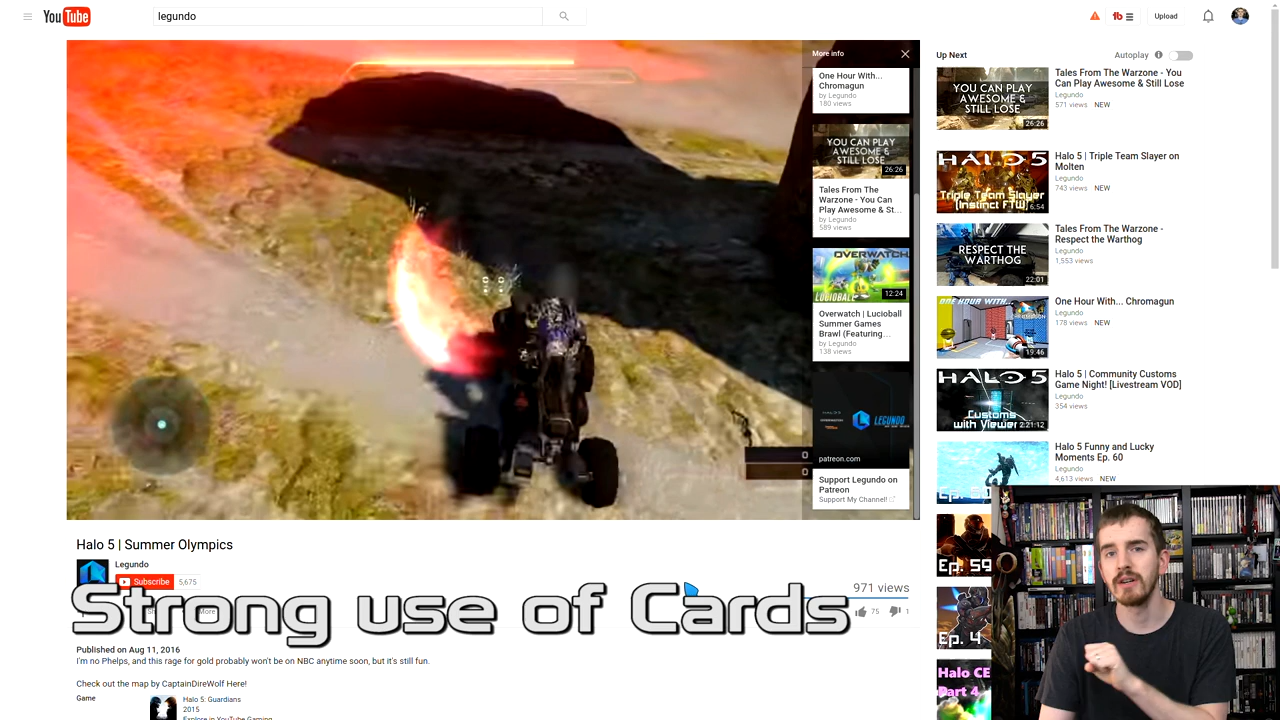 YouTube
legundo
Upload
More info
One Hour With...
Chromagun
by Legundo
180 views
YOU CAN PLAY
AWESOME &
STILL LOSE
26:26
Tales From The
Warzone - You Can
Play Awesome & St...
by Legundo
589 views
OVERWATCH
LUCIOBALL
12:24
Overwatch | Lucioball
Summer Games
Brawl (Featuring...
by Legundo
138 views
LEGUNDO
patreon.com
Support Legundo on
Patreon
Support My Channel!
Up Next
Autoplay
YOU CAN PLAY
AWESOME &
STILL LOSE
26:26
Tales From The Warzone - You
Can Play Awesome & Still Lose
Legundo
571 views NEW
HALO 5
Triple Team Slayer
(Instinct FTW)
6:54
Halo 5 | Triple Team Slayer on
Molten
Legundo
743 views NEW
RESPECT THE
WARTHOG
22:01
Tales From The Warzone -
Respect the Warthog
Legundo
1,553 views
ONE HOUR WITH...
19:46
One Hour With... Chromagun
Legundo
178 views NEW
HALO 5
Customs
with Viewer
2:21:12
Halo 5 | Community Customs
Game Night! [Livestream VOD]
Legundo
354 views
Halo 5 Funny and Lucky
Moments Ep. 60
Legundo
4,613 views NEW
Ep. 59
Ep. 4
Halo CE
Part 4
Halo 5 | Summer Olympics
Legundo
Subscribe 5,675
971 views
More
75 1
Strong use of Cards
Published on Aug 11, 2016
I'm no Phelps, and this rage for gold probably won't be on NBC anytime soon, but it's still fun.
Check out the map by CaptainDireWolf Here!
Game
Halo 5: Guardians
2015
Explore in YouTube Gaming